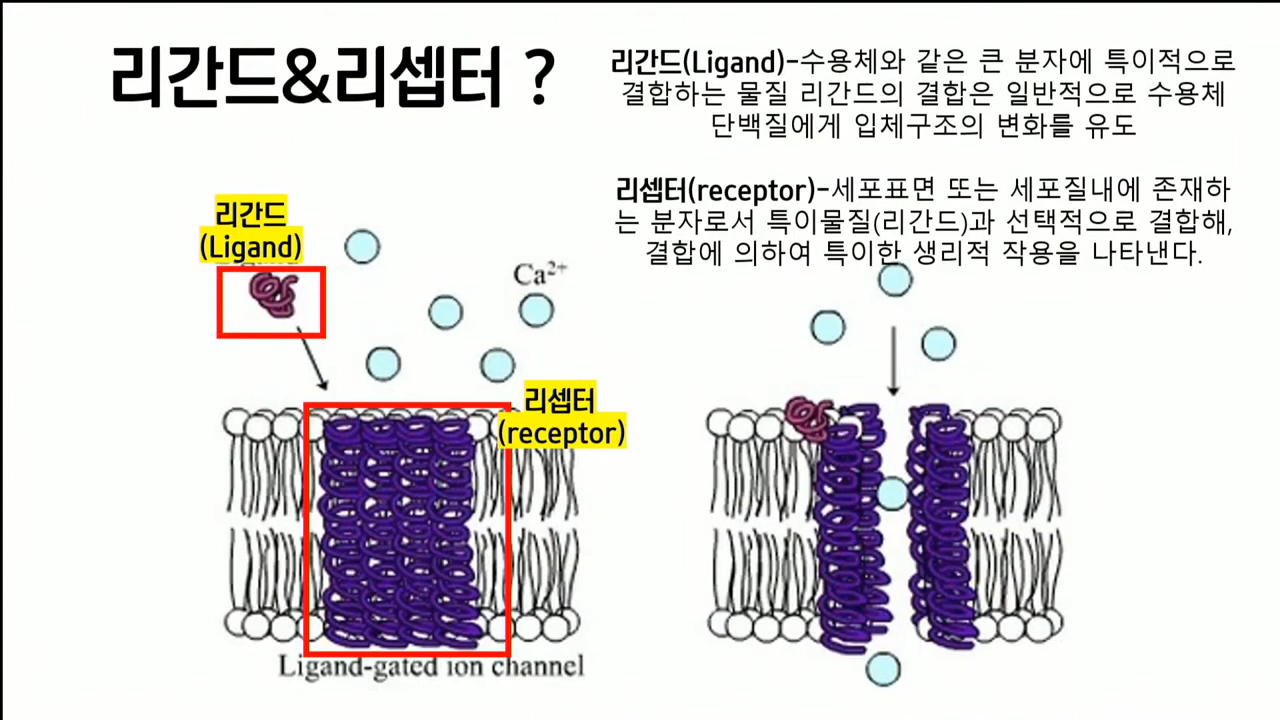 리간드&리셉터 ?
리간드(Ligand)-수용체와 같은 큰 분자에 특이적으로
결합하는 물질 리간드의 결합은 일반적으로 수용체
단백질에게 입체구조의 변화를 유도
리셉터(receptor)-세포표면 또는 세포질내에 존재하
는 분자로서 특이물질(리간드)과 선택적으로 결합해,
결합에 의하여 특이한 생리적 작용을 나타낸다.
리간드
(Ligand)
Ca²⁺
리셉터
(receptor)
Ligand-gated ion channel